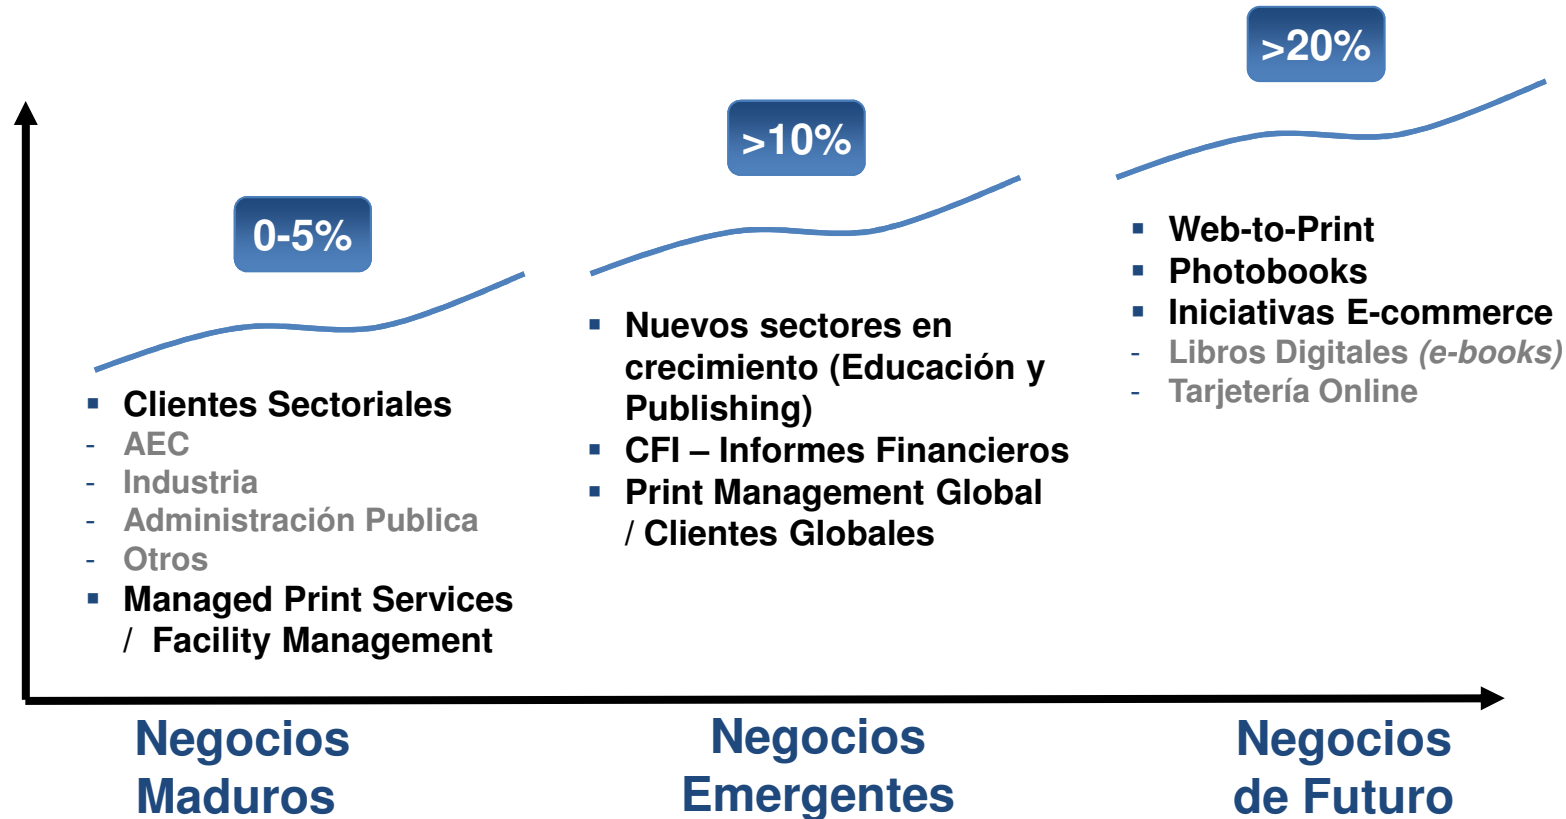 0-5%
▪ Clientes Sectoriales
- AEC
- Industria
- Administración Publica
- Otros
▪ Managed Print Services
/ Facility Management
Negocios
Maduros
>10%
▪ Nuevos sectores en
crecimiento (Educación y
Publishing)
▪ CFI – Informes Financieros
▪ Print Management Global
/ Clientes Globales
Negocios
Emergentes
>20%
▪ Web-to-Print
▪ Photobooks
▪ Iniciativas E-commerce
- Libros Digitales (e-books)
- Tarjetería Online
Negocios
de Futuro